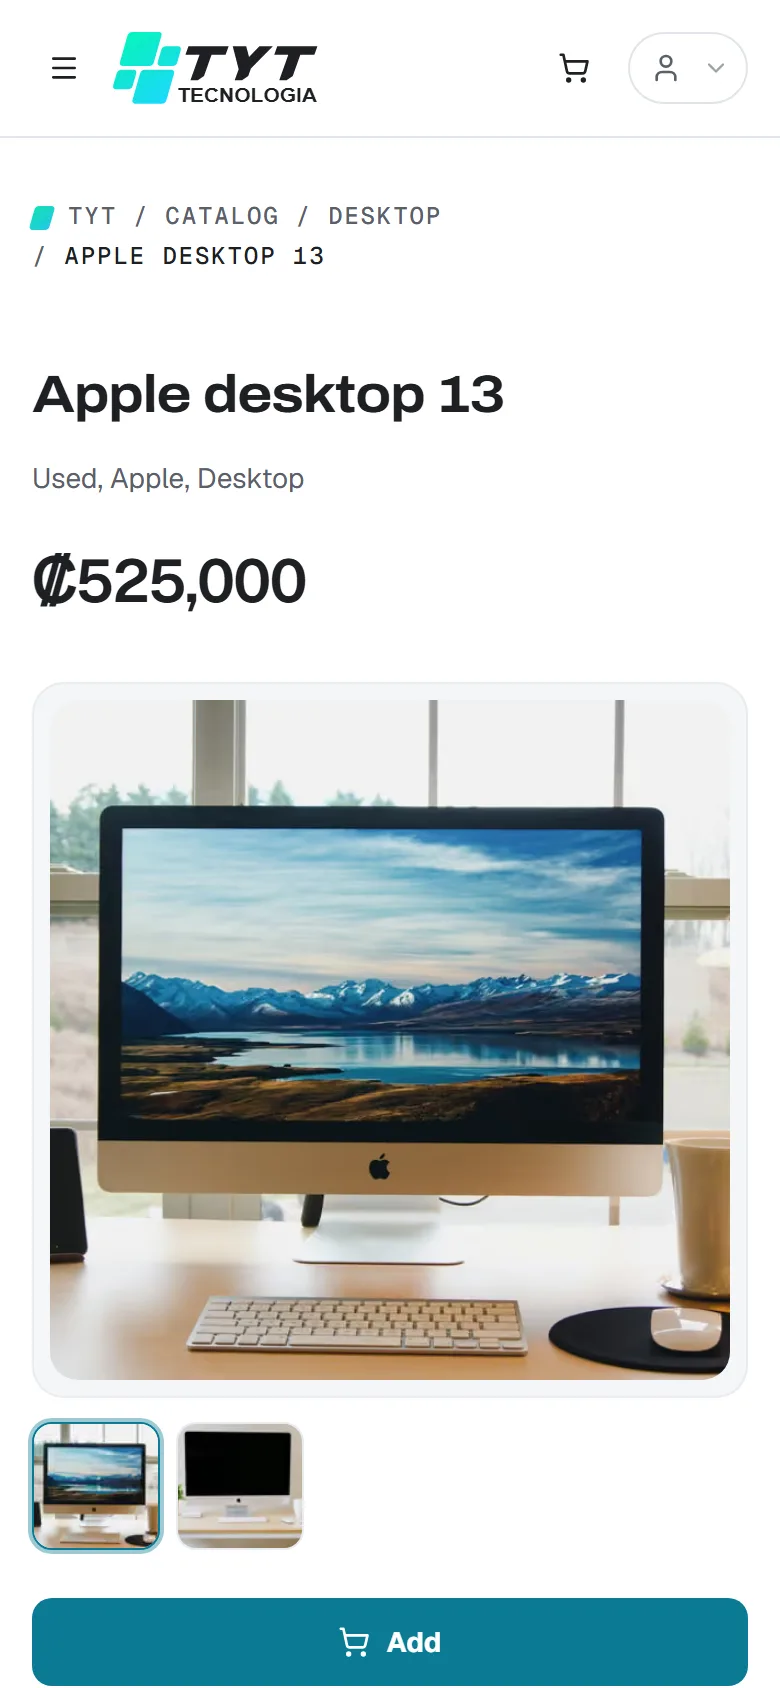 TYT
TECNOLOGIA
TYT / CATALOG / DESKTOP
/ APPLE DESKTOP 13
Apple desktop 13
Used, Apple, Desktop
₡525,000
Add